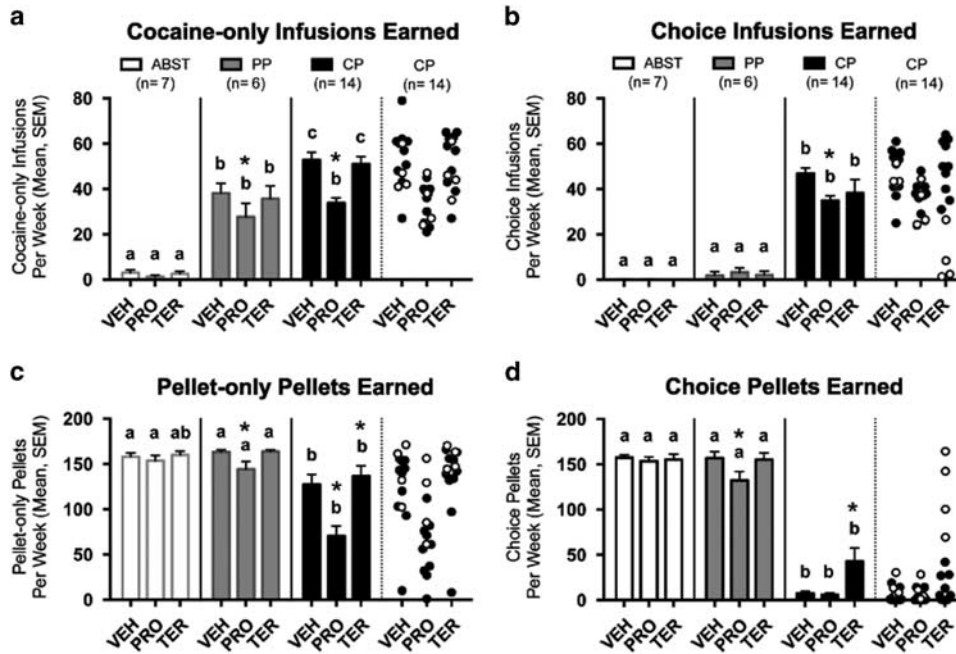 a
Cocaine-only Infusions Earned
ABST PP CP CP
(n= 7) (n= 6) (n= 14) (n= 14)
Cocaine-only Infusions
Per Week (Mean, SEM)
80
60
40
20
0
a a a
b * b b
c * b c
VEH PRO TER VEH PRO TER VEH PRO TER VEH PRO TER
b
Choice Infusions Earned
ABST PP CP CP
(n= 7) (n= 6) (n= 14) (n= 14)
Choice Infusions
Per Week (Mean, SEM)
80
60
40
20
0
a a a
a a a
b * b b
VEH PRO TER VEH PRO TER VEH PRO TER VEH PRO TER
c
Pellet-only Pellets Earned
Pellet-only Pellets
Per Week (Mean, SEM)
200
150
100
50
0
a a ab
a * a a
b * b * b
VEH PRO TER VEH PRO TER VEH PRO TER VEH PRO TER
d
Choice Pellets Earned
Choice Pellets
Per Week (Mean, SEM)
200
150
100
50
0
a a a
a * a a
b b * b
VEH PRO TER VEH PRO TER VEH PRO TER VEH PRO TER